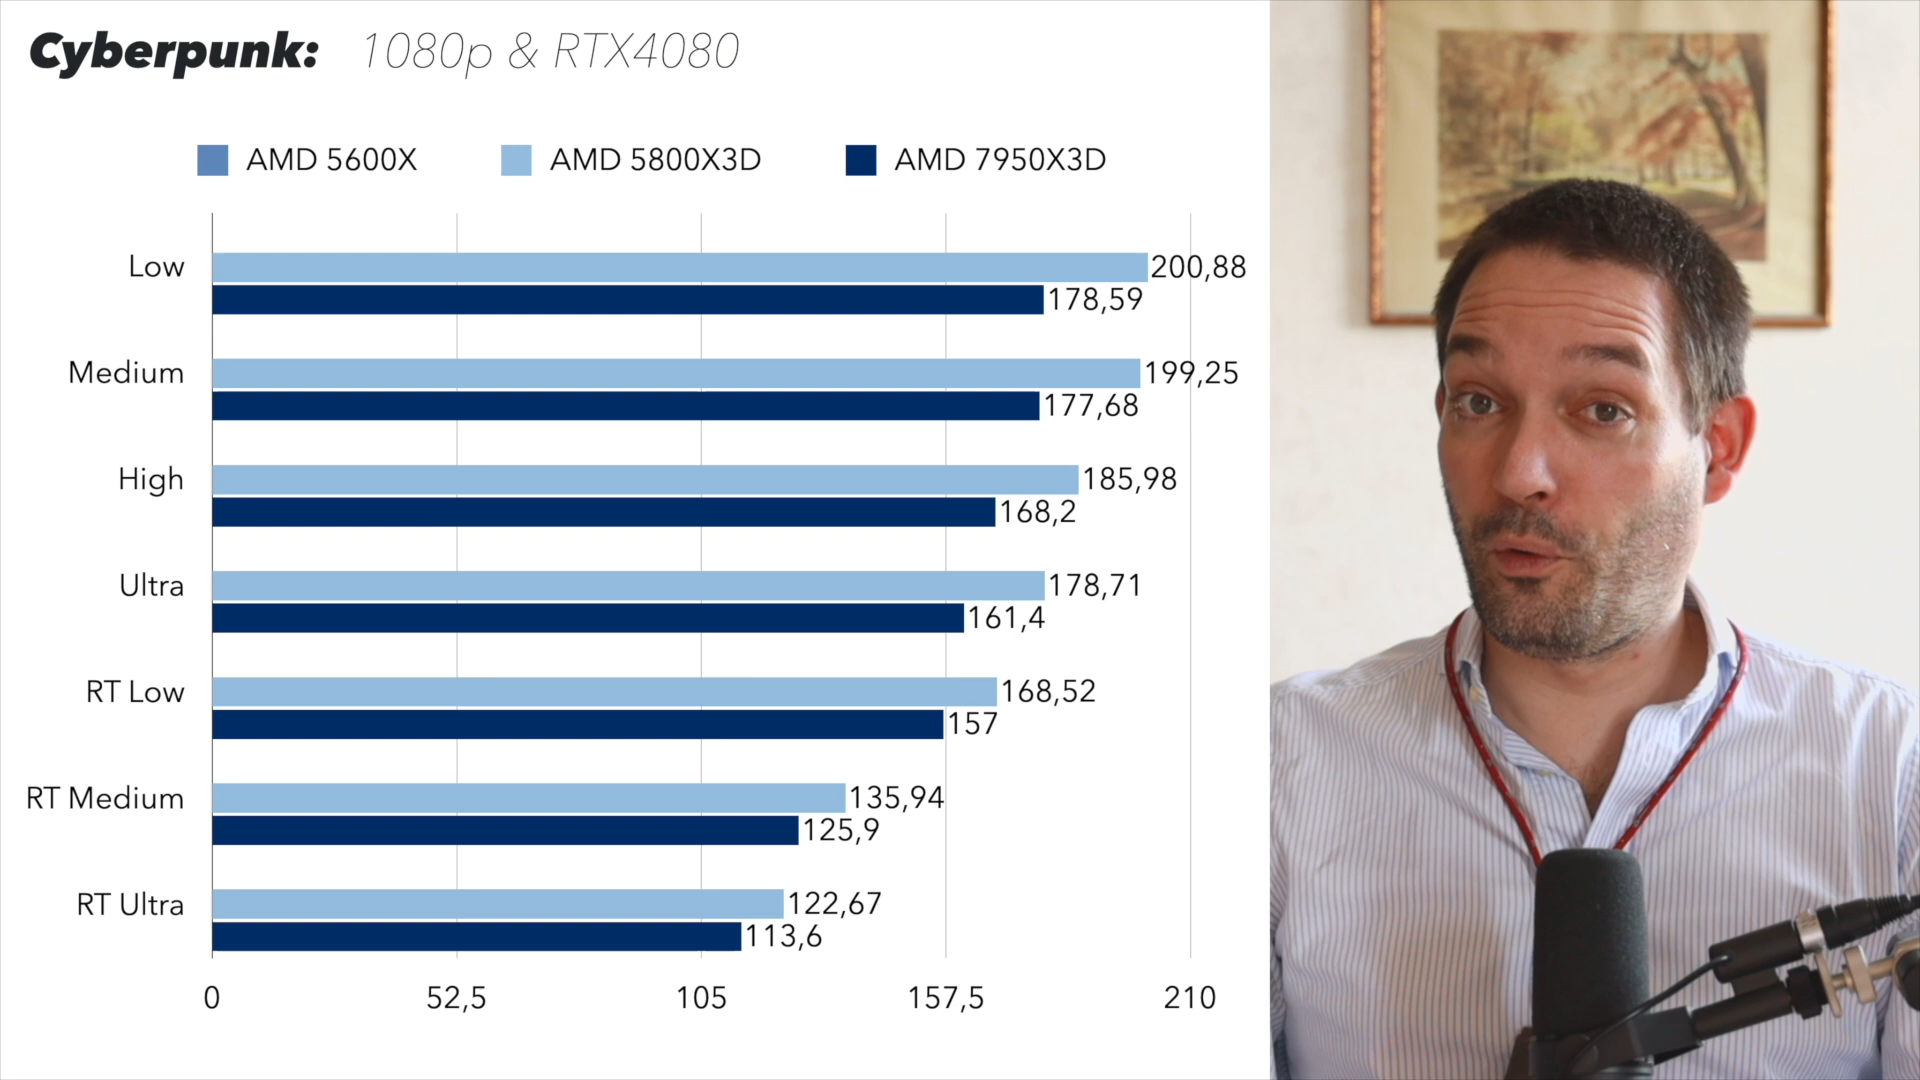 Cyberpunk: 1080p & RTX4080
AMD 5600X AMD 5800X3D AMD 7950X3D
Low 200,88
178,59
Medium 199,25
177,68
High 185,98
168,2
Ultra 178,71
161,4
RT Low 168,52
157
RT Medium 135,94
125,9
RT Ultra 122,67
113,6
0 52,5 105 157,5 210